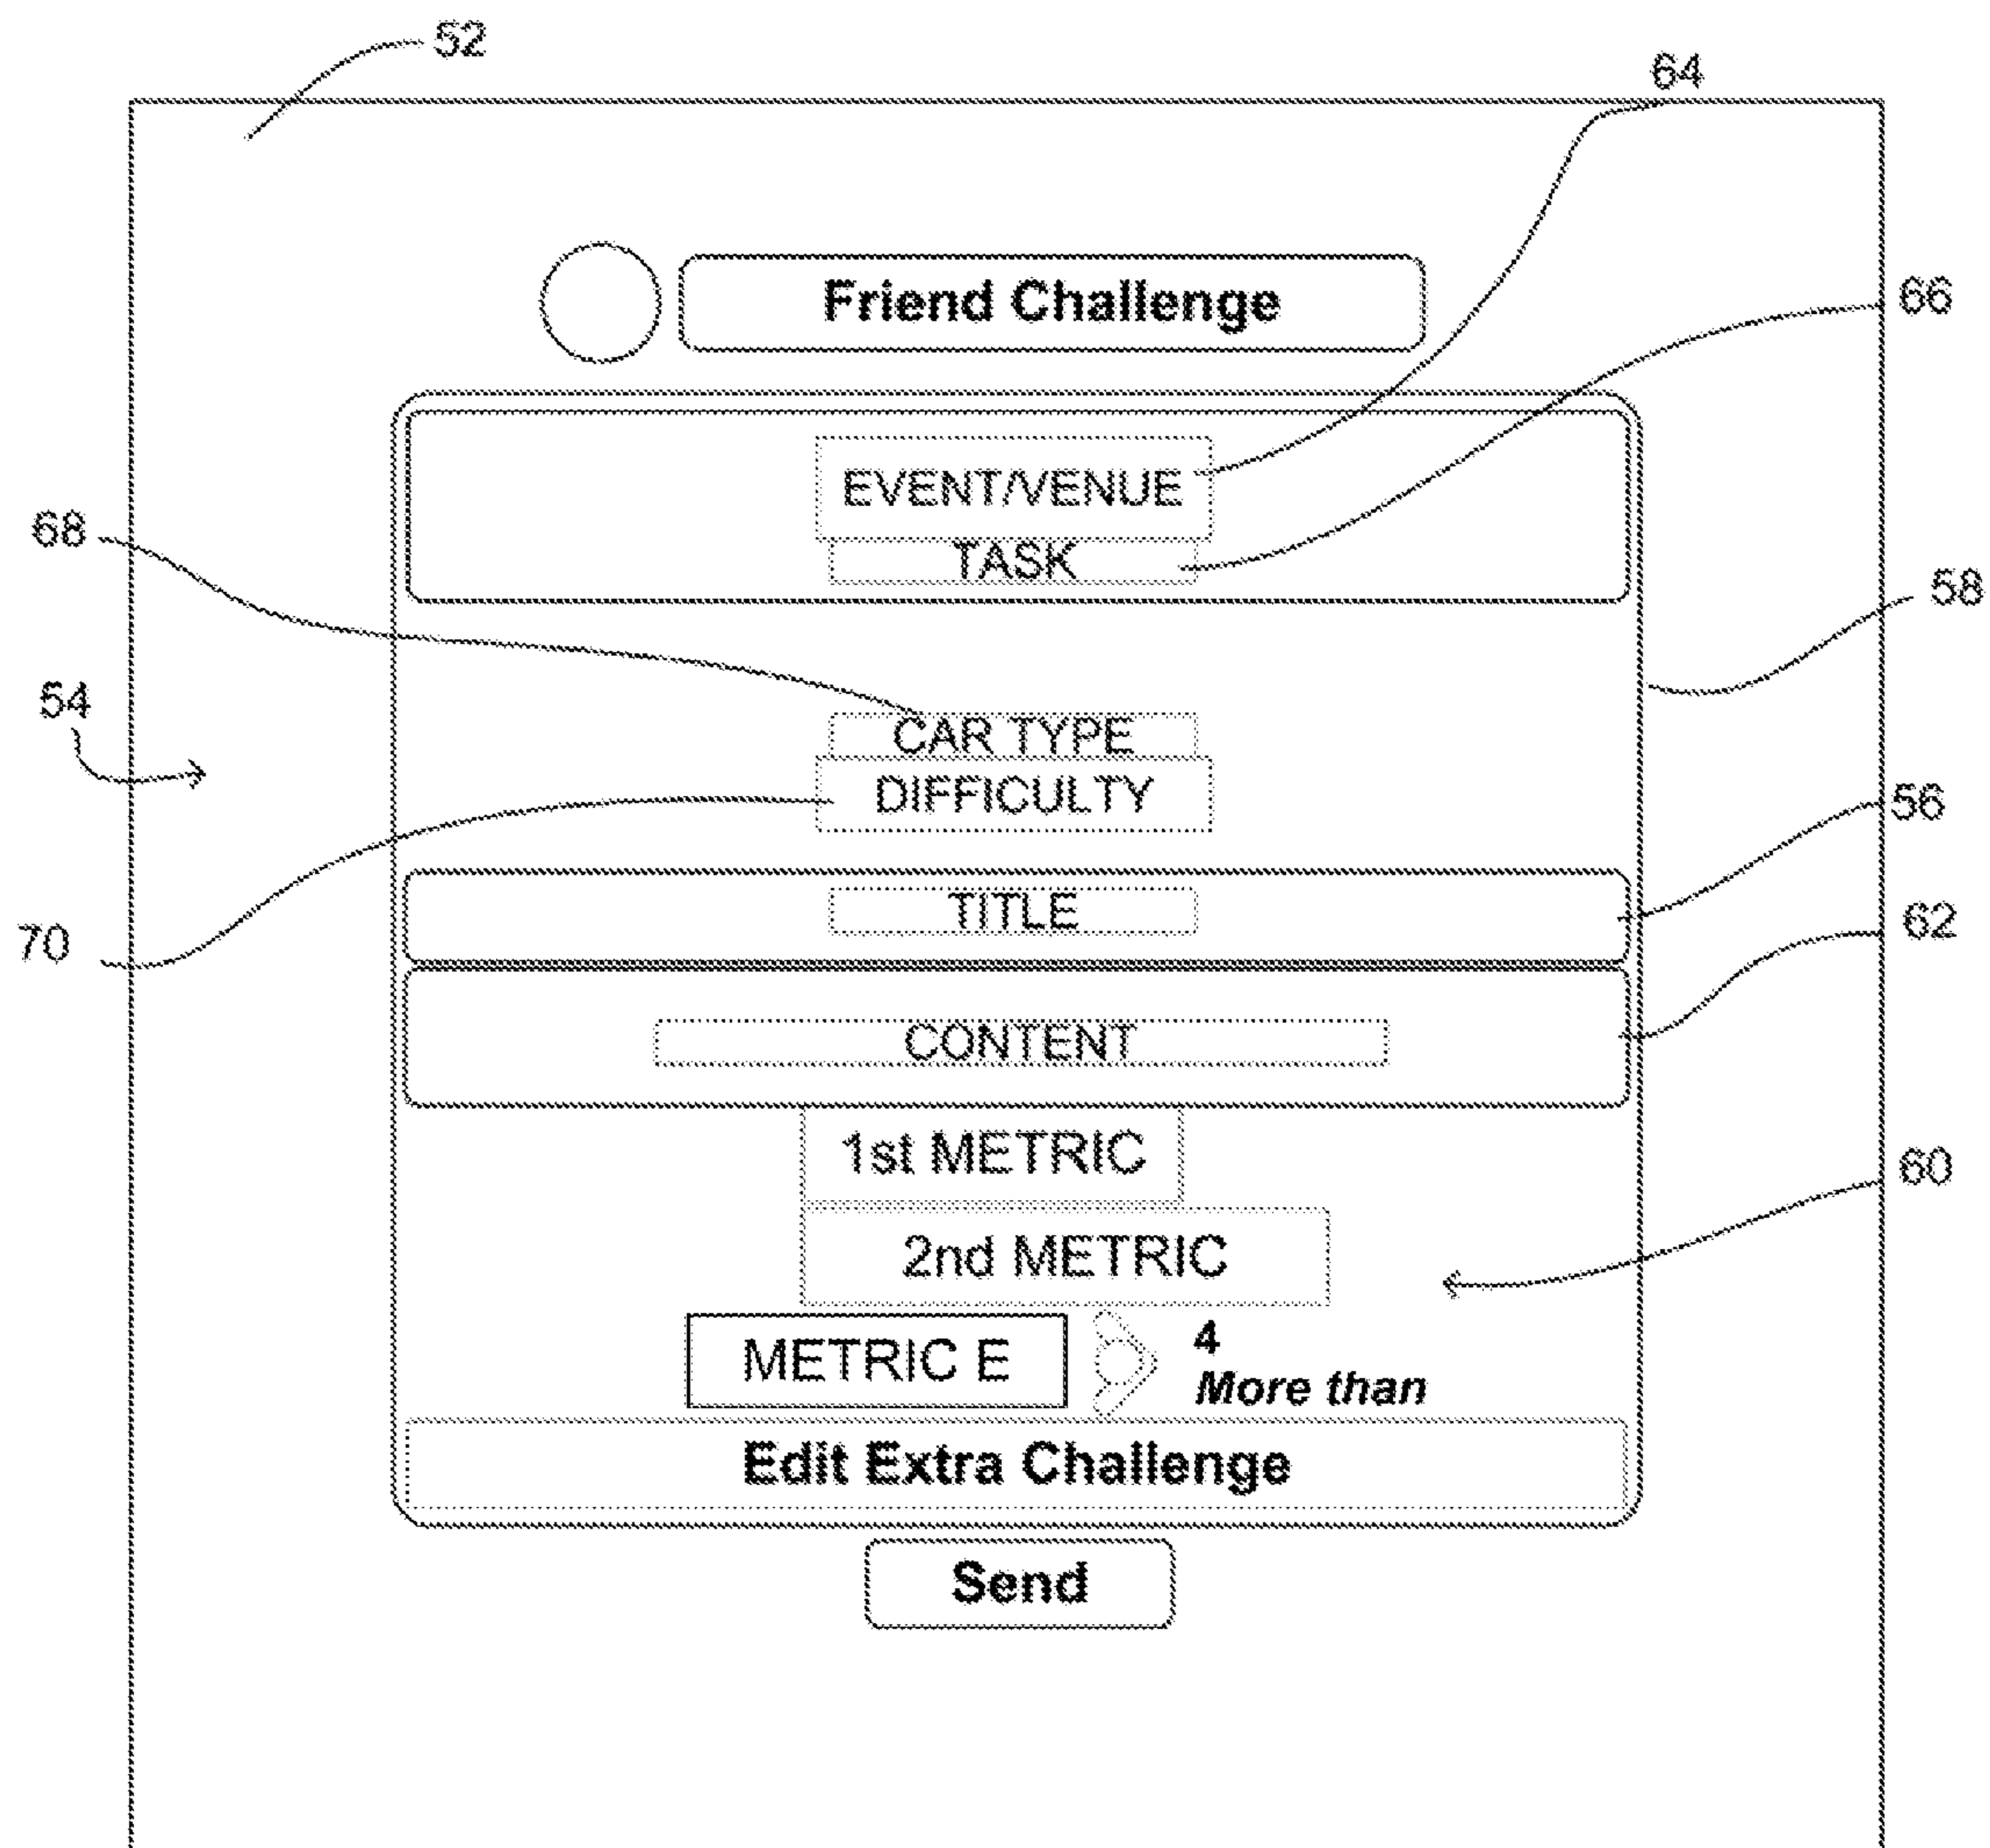 52
64
Friend Challenge
66
EVENT/VENUE
68
TASK
58
54
CAR TYPE
DIFFICULTY
56
TITLE
62
70
CONTENT
1st METRIC
60
2nd METRIC
4
METRIC E
More than
Edit Extra Challenge
Send